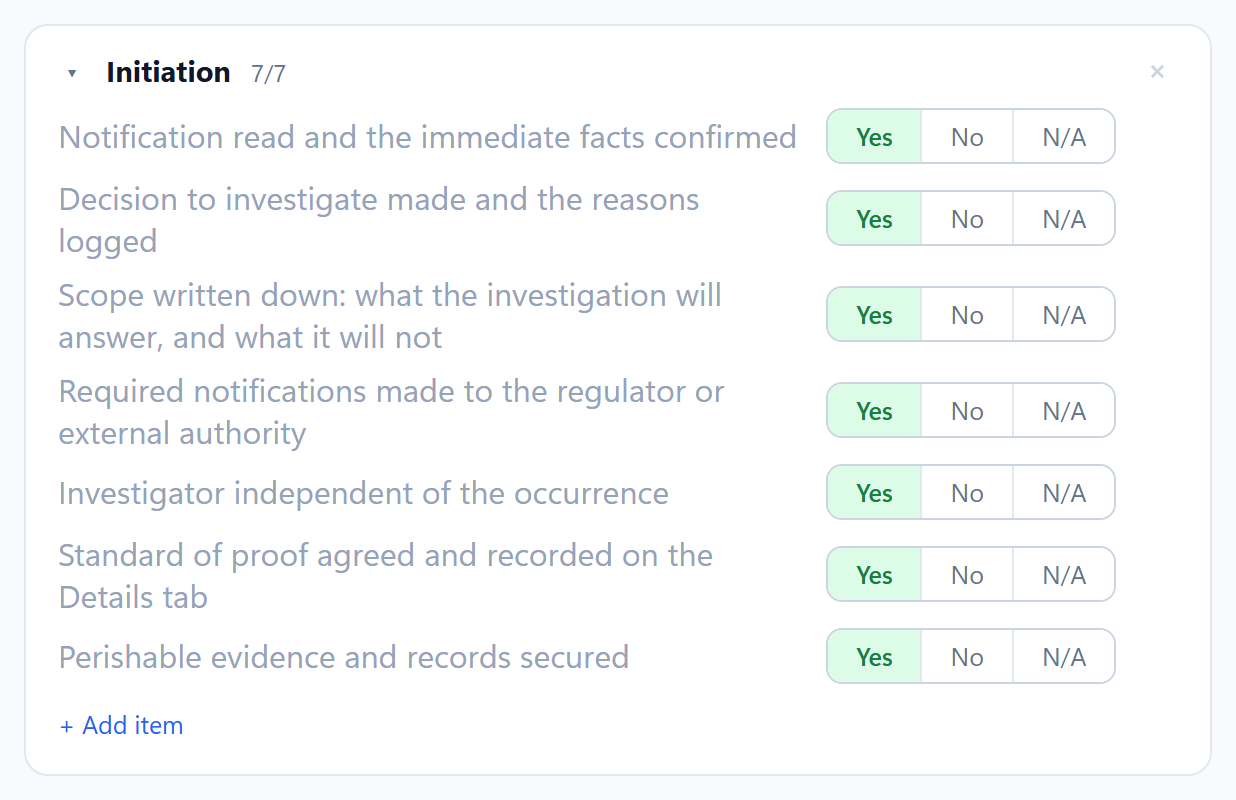 ▾ Initiation 7/7 ×
Notification read and the immediate facts confirmed Yes No N/A
Decision to investigate made and the reasons
logged Yes No N/A
Scope written down: what the investigation will
answer, and what it will not Yes No N/A
Required notifications made to the regulator or
external authority Yes No N/A
Investigator independent of the occurrence Yes No N/A
Standard of proof agreed and recorded on the
Details tab Yes No N/A
Perishable evidence and records secured Yes No N/A
+ Add item